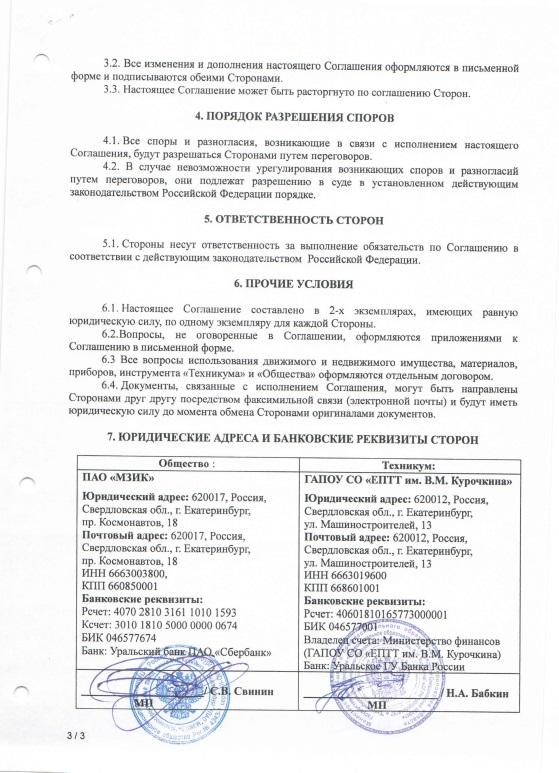 3.2. Все изменения и дополнения настоящего Соглашения оформляются в письменной
форме и подписываются обеими Сторонами.
3.3. Настоящее Соглашение может быть расторгнуто по соглашению Сторон.
4. ПОРЯДОК РАЗРЕШЕНИЯ СПОРОВ
4.1. Все споры и разногласия, возникающие в связи с исполнением настоящего
Соглашения, будут разрешаться Сторонами путем переговоров.
4.2. В случае невозможности урегулирования возникающих споров и разногласий
путем переговоров, они подлежат разрешению в суде в установленном действующим
законодательством Российской Федерации порядке.
5. ОТВЕТСТВЕННОСТЬ СТОРОН
5.1. Стороны несут ответственность за выполнение обязательств по Соглашению в
соответствии с действующим законодательством Российской Федерации.
6. ПРОЧИЕ УСЛОВИЯ
6.1. Настоящее Соглашение составлено в 2-х экземплярах, имеющих равную
юридическую силу, по одному экземпляру для каждой Стороны.
6.2.Вопросы, не оговоренные в Соглашении, оформляются приложениями к
Соглашению в письменной форме.
6.3 Все вопросы использования движимого и недвижимого имущества, материалов,
приборов, инструмента «Техникума» и «Общества» оформляются отдельным договором.
6.4. Документы, связанные с исполнением Соглашения, могут быть направлены
Сторонами друг другу посредством факсимильной связи (электронной почты) и будут иметь
юридическую силу до момента обмена Сторонами оригиналами документов.
7. ЮРИДИЧЕСКИЕ АДРЕСА И БАНКОВСКИЕ РЕКВИЗИТЫ СТОРОН
Общество :
ПАО «МЗИК»
Юридический адрес: 620017, Россия,
Свердловская обл., г. Екатеринбург,
пр. Космонавтов, 18
Почтовый адрес: 620017, Россия,
Свердловская обл., г. Екатеринбург,
пр. Космонавтов, 18
ИНН 6663003800,
КПП 660850001
Банковские реквизиты:
Рсчет: 4070 2810 3161 1010 1593
Ксчет: 3010 1810 5000 0000 0674
БИК 046577674
Банк: Уральский банк ПАО «Сбербанк»
/ С.В. Свинин
МП
Техникум:
ГАПОУ СО «ЕПТТ им. В.М. Курочкина»
Юридический адрес: 620012, Россия,
Свердловская обл., г. Екатеринбург,
ул. Машиностроителей, 13
Почтовый адрес: 620012, Россия,
Свердловская обл., г. Екатеринбург,
ул. Машиностроителей, 13
ИНН 6663019600
КПП 668601001
Банковские реквизиты:
Рсчет: 40601810165773000001
БИК 046577001
Владелец счета: Министерство финансов
(ГАПОУ СО «ЕПТТ им. В.М. Курочкина)
Банк: Уральское ГУ Банка России
/ Н.А. Бабкин
МП
3 / 3